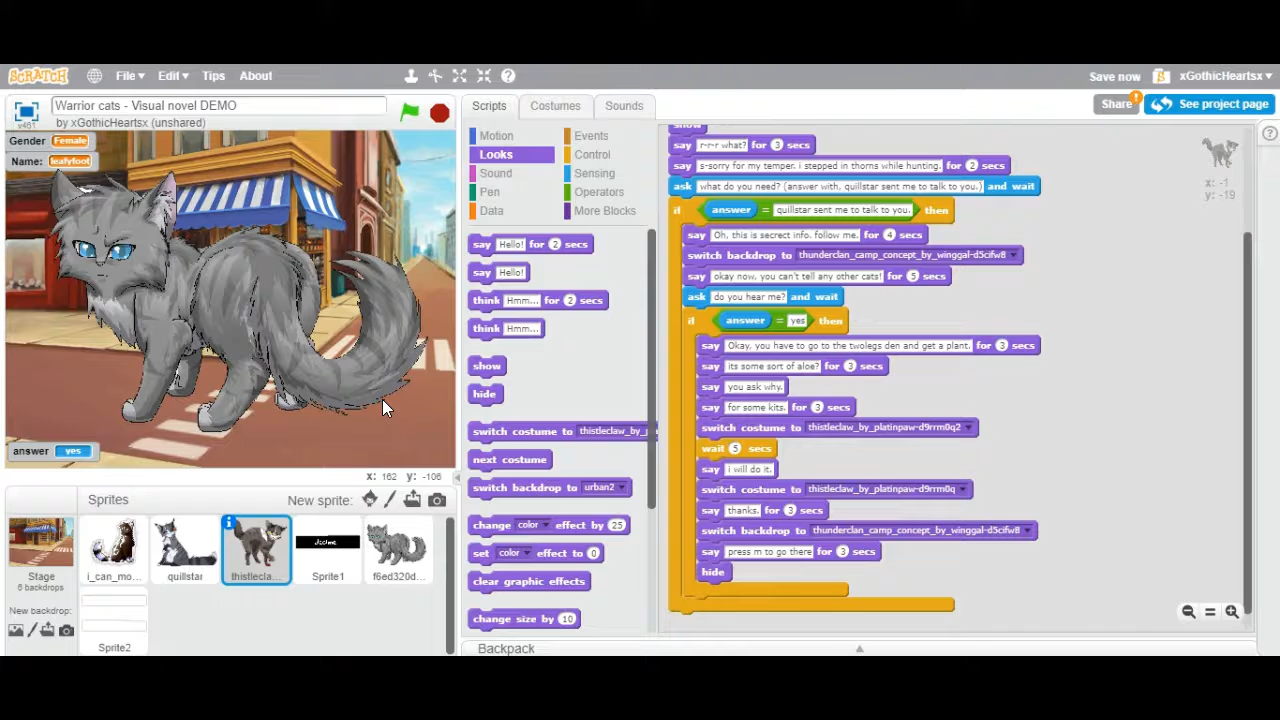 SCRATCH File▾ Edit▾ Tips About Save now xGothicHeartsx ▾
Warrior cats - Visual novel DEMO
by xGothicHeartsx (unshared)
v461
Share ! See project page
Gender Female
Name: leafyfoot
answer yes
x: 162 y: -106
Sprites New sprite:
Stage
6 backdrops
New backdrop:
i_can_mo...
quillstar
thistlecla...
Sprite1
f6ed320d...
Sprite2
Scripts Costumes Sounds
Motion Events
Looks Control
Sound Sensing
Pen Operators
Data More Blocks
say Hello! for 2 secs
say Hello!
think Hmm... for 2 secs
think Hmm...
show
hide
switch costume to thistleclaw_by_p
next costume
switch backdrop to urban2
change color effect by 25
set color effect to 0
clear graphic effects
change size by 10
show
say r-r-r what? for 3 secs
say s-sorry for my temper. i stepped in thorns while hunting. for 2 secs
ask what do you need? (answer with, quillstar sent me to talk to you.) and wait
if answer = quillstar sent me to talk to you. then
say Oh, this is secrect info. follow me. for 4 secs
switch backdrop to thunderclan_camp_concept_by_winggal-d5cifw8
say okay now, you can't tell any other cats! for 5 secs
ask do you hear me? and wait
if answer = yes then
say Okay, you have to go to the twolegs den and get a plant. for 3 secs
say its some sort of aloe? for 3 secs
say you ask why.
say for some kits. for 3 secs
switch costume to thistleclaw_by_platinpaw-d9rrm0q2
wait 5 secs
say i will do it.
switch costume to thistleclaw_by_platinpaw-d9rrm0q
say thanks. for 3 secs
switch backdrop to thunderclan_camp_concept_by_winggal-d5cifw8
say press m to go there for 3 secs
hide
x: -1
y: -19
Backpack